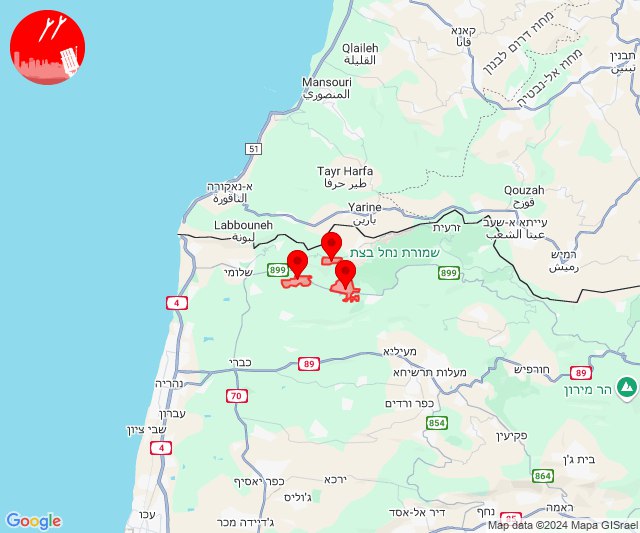 קאנא
قانا
מחוז דרום לבנון
Qlaileh
القليلة
תבנין
تبنين
מחוז אל-נבטיה
Mansouri
المنصوري
51
Tayr Harfa
طير حرفا
א-נאקורה
الناقورة
Qouzah
قوزح
Yarine
يارين
Labbouneh
لبونة
זרעית
עייתא א-שעב
عيتا الشعب
שמורת נחל בצת
רמיש
رميش
899
שלומי
899
4
כברי
89
מעיליא
נהריה
מעלות תרשיחא
חורפיש
89
הר מירון
70
כפר ורדים
עברון
שבי ציון
854
פקיעין
4
בית ג'ן
864
ירכא
כפר יאסיף
ג'וליס
ראמה
נחף
דיר אל-אסד
85
עכו
ג'דיידה מכר
Google
Map data ©2024 Mapa GISrael